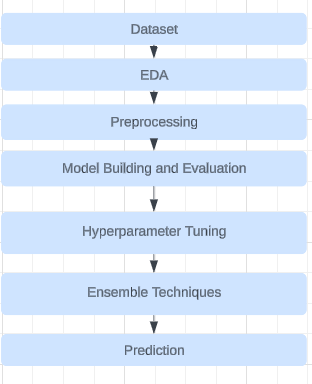 Dataset
EDA
Preprocessing
Model Building and Evaluation
Hyperparameter Tuning
Ensemble Techniques
Prediction